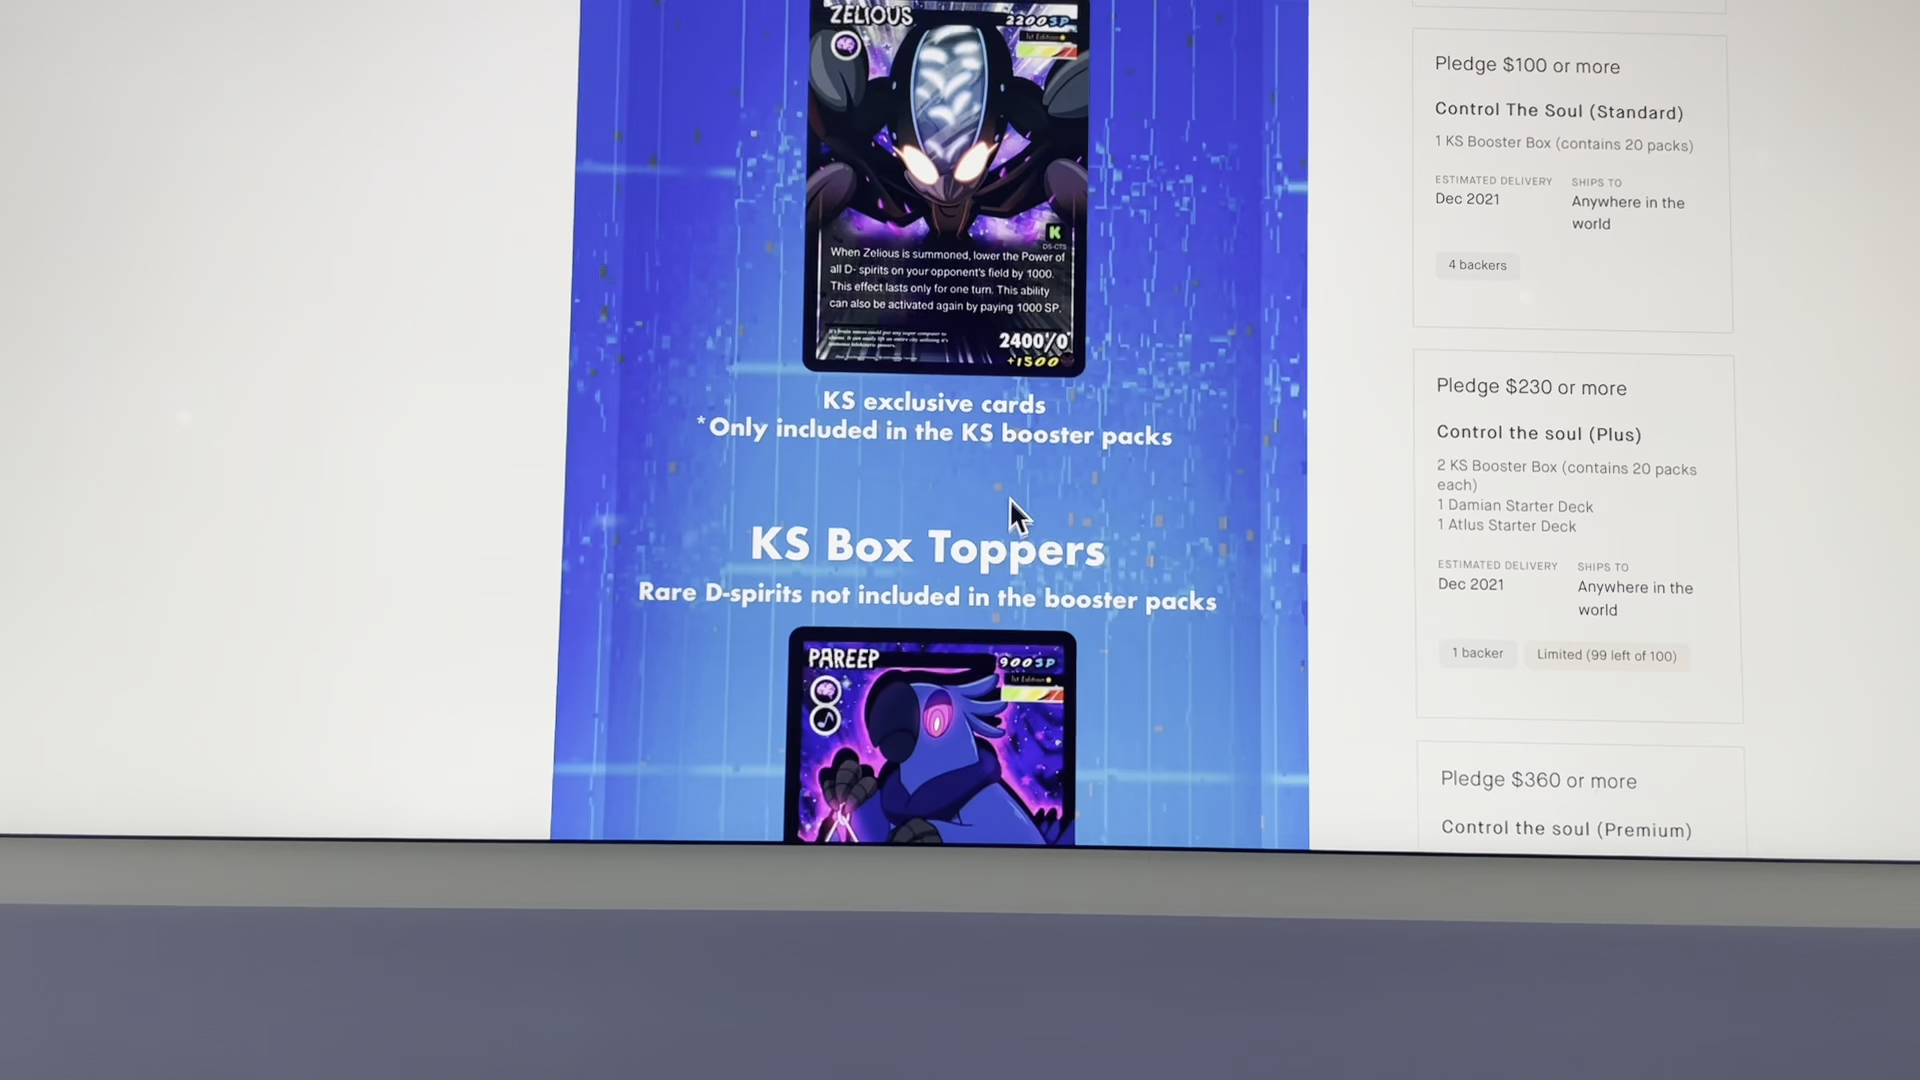 ZELIOUS
2200SP
1st Edition
K
DS-CTS
When Zelious is summoned, lower the Power of
all D- spirits on your opponent's field by 1000.
This effect lasts only for one turn. This ability
can also be activated again by paying 1000 SP.
2400/0
+1500
KS exclusive cards
*Only included in the KS booster packs
KS Box Toppers
Rare D-spirits not included in the booster packs
PAREEP
900SP
1st Edition
Pledge $100 or more
Control The Soul (Standard)
1 KS Booster Box (contains 20 packs)
ESTIMATED DELIVERY
Dec 2021
SHIPS TO
Anywhere in the
world
4 backers
Pledge $230 or more
Control the soul (Plus)
2 KS Booster Box (contains 20 packs
each)
1 Damian Starter Deck
1 Atlus Starter Deck
ESTIMATED DELIVERY
Dec 2021
SHIPS TO
Anywhere in the
world
1 backer
Limited (99 left of 100)
Pledge $360 or more
Control the soul (Premium)